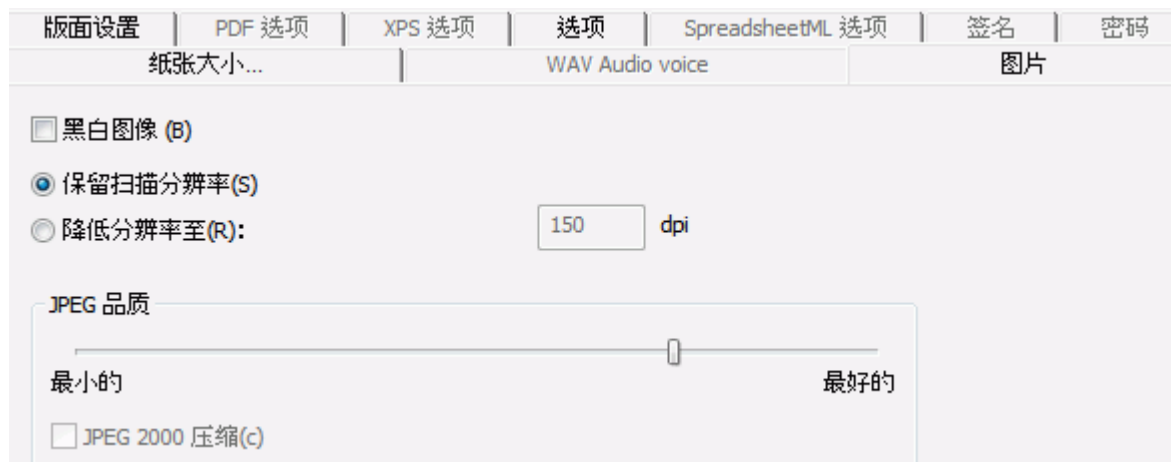 版面设置 PDF 选项 XPS 选项 选项 SpreadsheetML 选项 签名 密码
纸张大小... WAV Audio voice 图片
黑白图像 (B)
保留扫描分辨率(S)
降低分辨率至(R): 150 dpi
JPEG 品质
最小的 最好的
JPEG 2000 压缩(c)